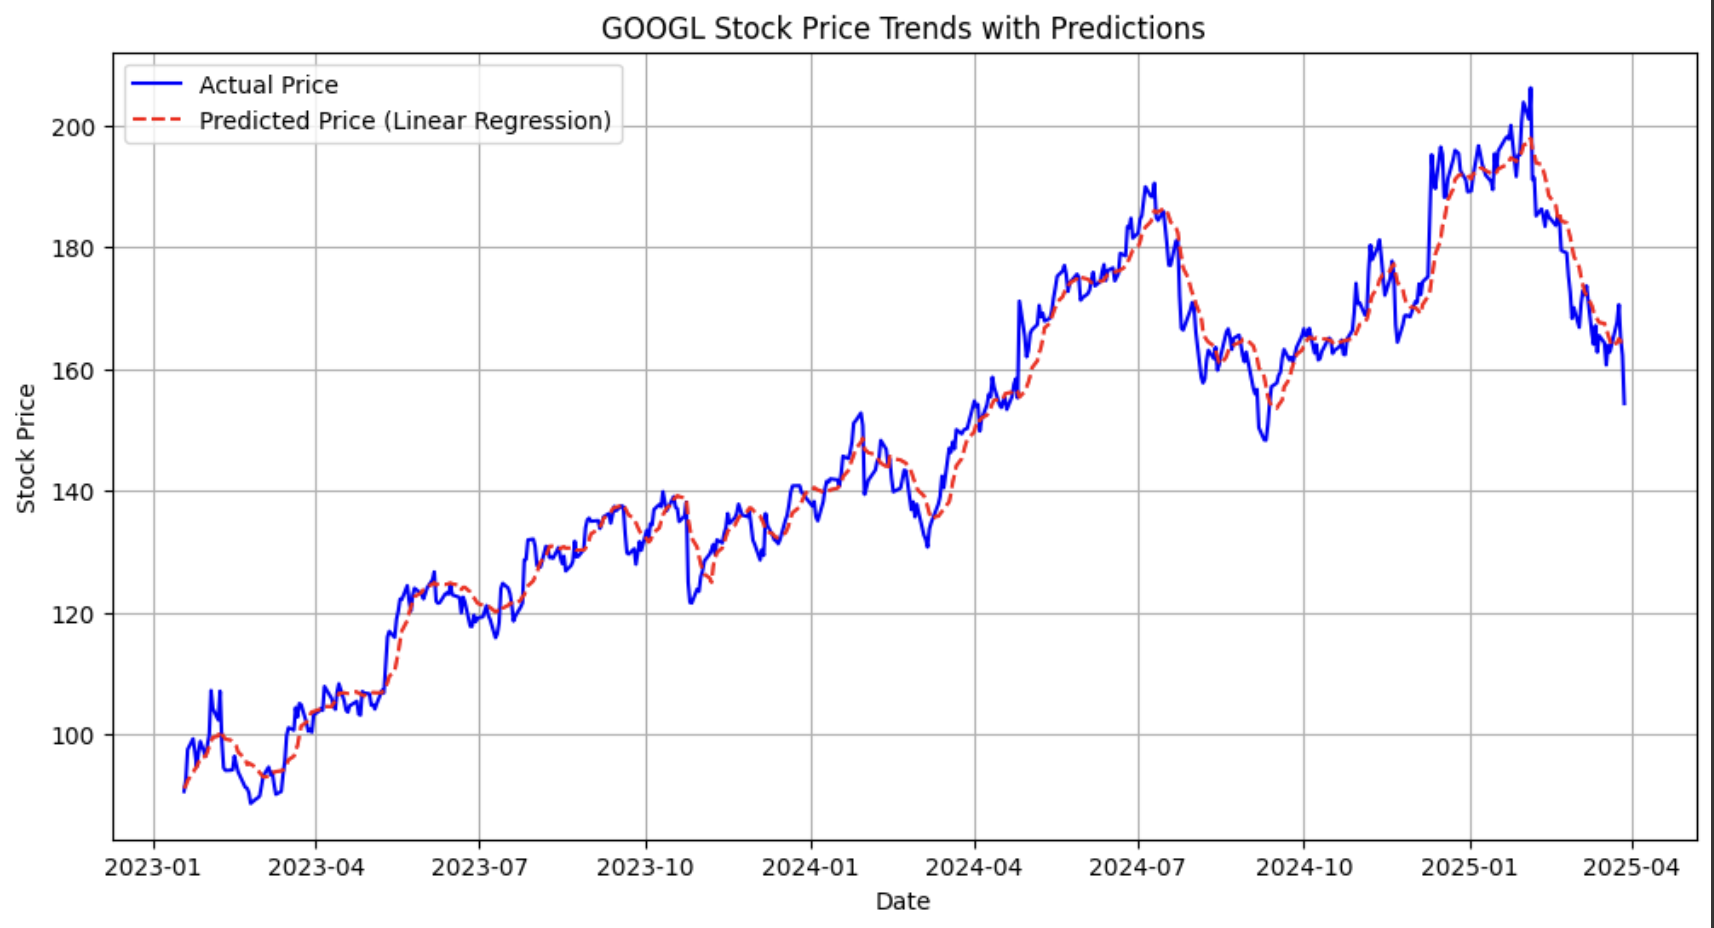 GOOGL Stock Price Trends with Predictions
Actual Price
Predicted Price (Linear Regression)
200
180
160
140
120
100
Stock Price
2023-01 2023-04 2023-07 2023-10 2024-01 2024-04 2024-07 2024-10 2025-01 2025-04
Date